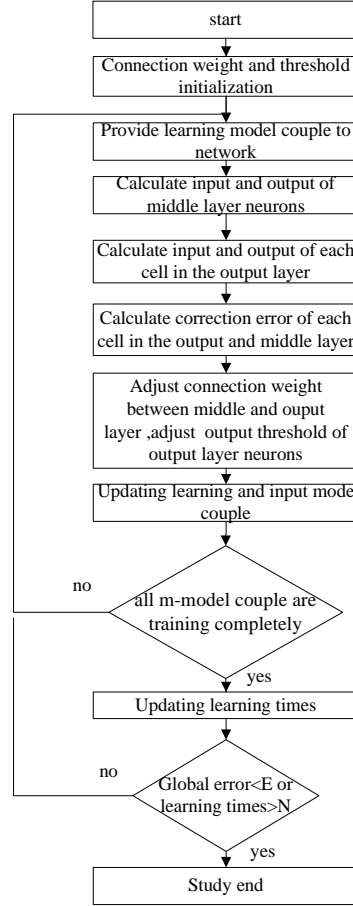 start
Connection weight and threshold
initialization
Provide learning model couple to
network
Calculate input and output of
middle layer neurons
Calculate input and output of each
cell in the output layer
Calculate correction error of each
cell in the output and middle layer
Adjust connection weight
between middle and ouput
layer ,adjust output threshold of
output layer neurons
Updating learning and input model
couple
no
all m-model couple are
training completely
yes
Updating learning times
no
Global error<E or
learning times>N
yes
Study end